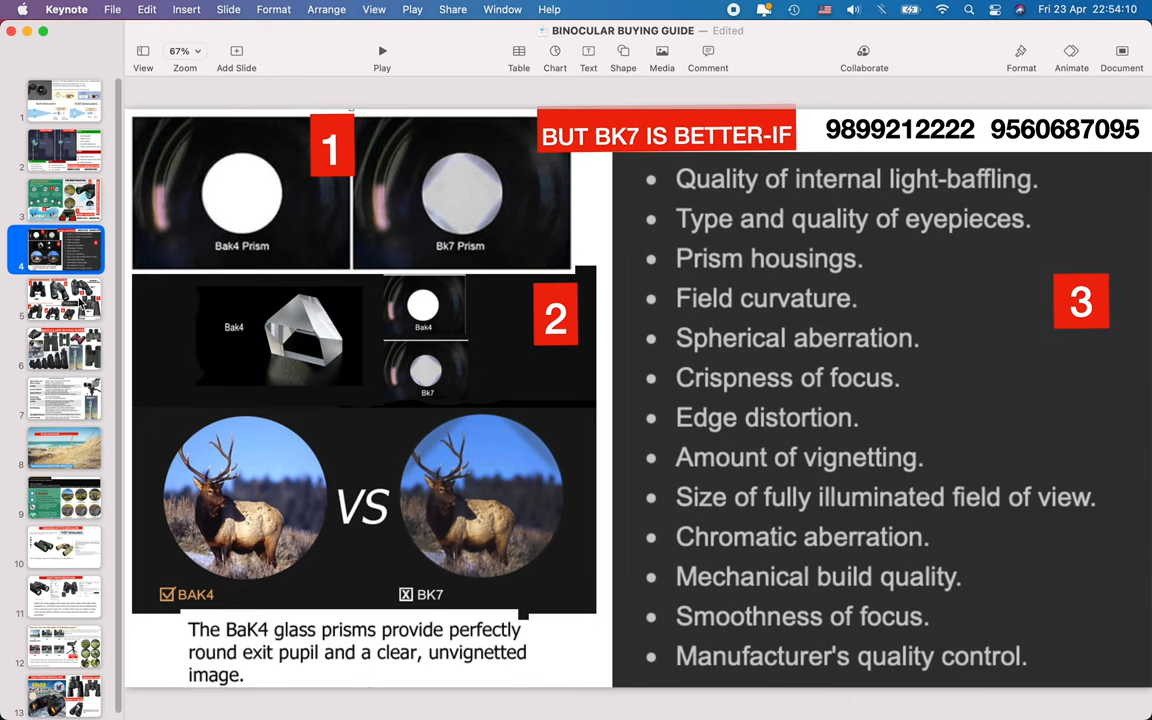 Keynote File Edit Insert Slide Format Arrange View Play Share Window Help Fri 23 Apr 22:54:10
BINOCULAR BUYING GUIDE — Edited
67%
View Zoom Add Slide Play Table Chart Text Shape Media Comment Collaborate Format Animate Document
1
2
3
4
5
6
7
8
9
10
11
12
13
1
Bak4 Prism
Bk7 Prism
BUT BK7 IS BETTER-IF
9899212222 9560687095
2
Bak4
Bak4
Bk7
VS
BAK4
BK7
The BaK4 glass prisms provide perfectly
round exit pupil and a clear, unvignetted
image.
3
• Quality of internal light-baffling.
• Type and quality of eyepieces.
• Prism housings.
• Field curvature.
• Spherical aberration.
• Crispness of focus.
• Edge distortion.
• Amount of vignetting.
• Size of fully illuminated field of view.
• Chromatic aberration.
• Mechanical build quality.
• Smoothness of focus.
• Manufacturer's quality control.